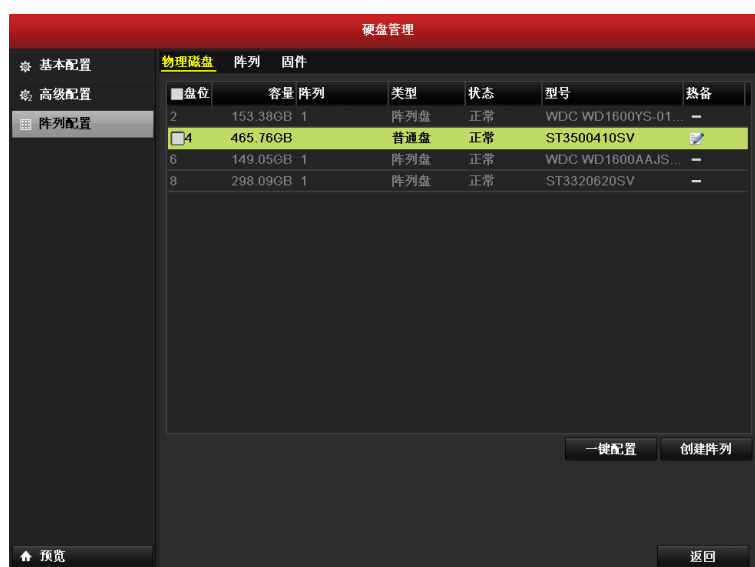 硬盘管理
基本配置
高级配置
阵列配置
物理磁盘 阵列 固件
盘位 容量 阵列 类型 状态 型号 热备
2 153.38GB 1 阵列盘 正常 WDC WD1600YS-01... –
4 465.76GB 普通盘 正常 ST3500410SV
6 149.05GB 1 阵列盘 正常 WDC WD1600AAJS... –
8 298.09GB 1 阵列盘 正常 ST3320620SV –
一键配置 创建阵列
预览 返回